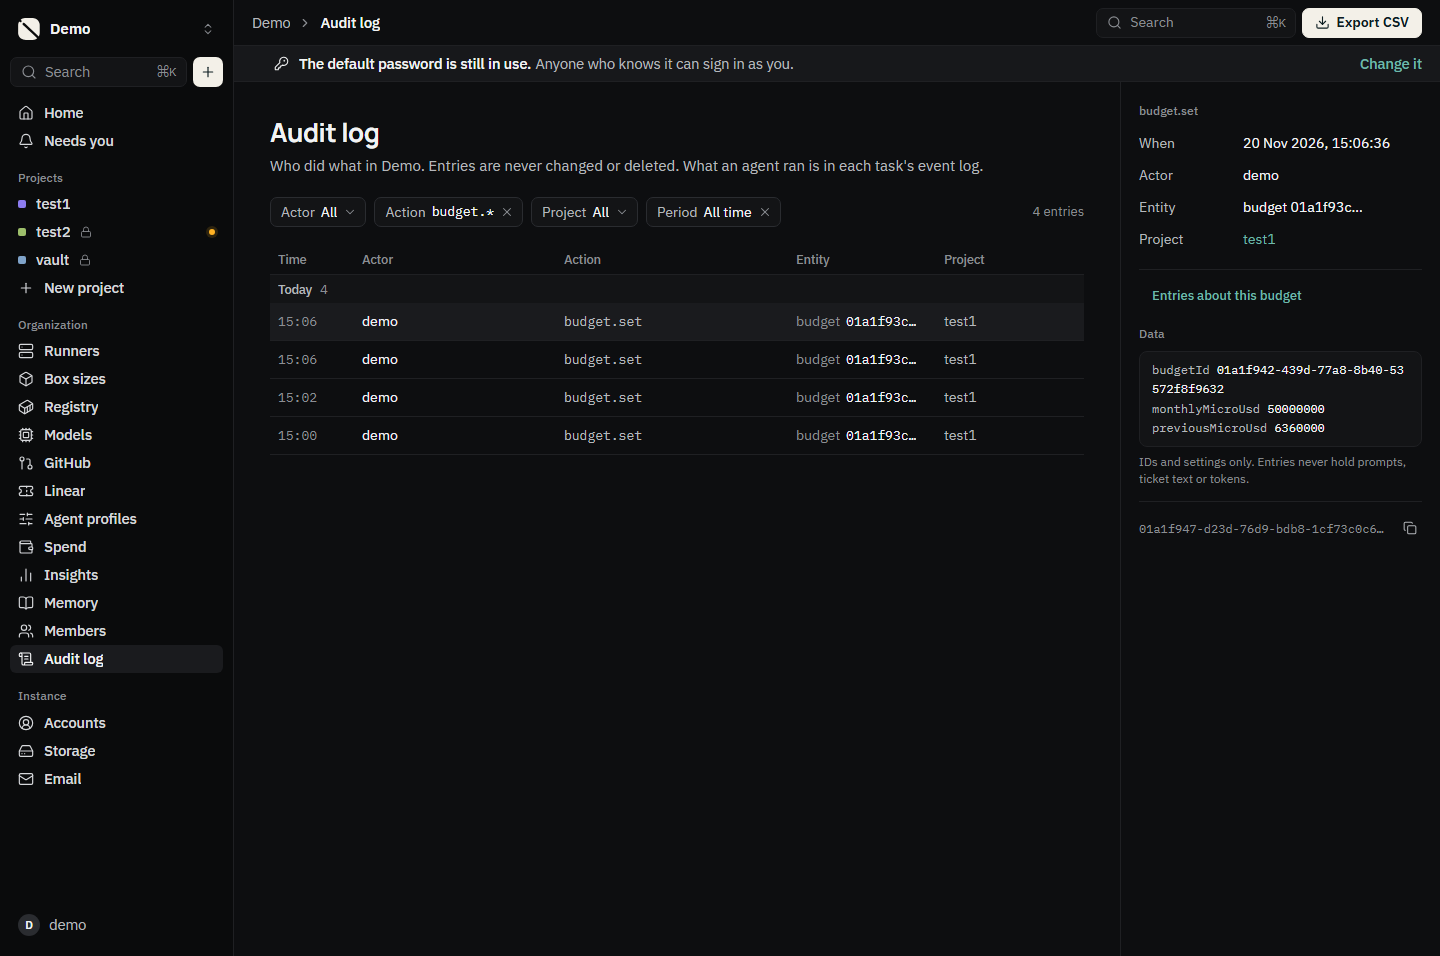 Demo
Search ⌘K
Home
Needs you
Projects
test1
test2
vault
New project
Organization
Runners
Box sizes
Registry
Models
GitHub
Linear
Agent profiles
Spend
Insights
Memory
Members
Audit log
Instance
Accounts
Storage
Email
D demo
Demo > Audit log
Search ⌘K
Export CSV
The default password is still in use. Anyone who knows it can sign in as you.
Change it
Audit log
Who did what in Demo. Entries are never changed or deleted. What an agent ran is in each task's event log.
Actor All
Action budget.*
Project All
Period All time
4 entries
Time Actor Action Entity Project
Today 4
15:06 demo budget.set budget 01a1f93c… test1
15:06 demo budget.set budget 01a1f93c… test1
15:02 demo budget.set budget 01a1f93c… test1
15:00 demo budget.set budget 01a1f93c… test1
budget.set
When 20 Nov 2026, 15:06:36
Actor demo
Entity budget 01a1f93c…
Project test1
Entries about this budget
Data
budgetId 01a1f942-439d-77a8-8b40-53
572f8f9632
monthlyMicroUsd 50000000
previousMicroUsd 6360000
IDs and settings only. Entries never hold prompts,
ticket text or tokens.
01a1f947-d23d-76d9-bdb8-1cf73c0c6…